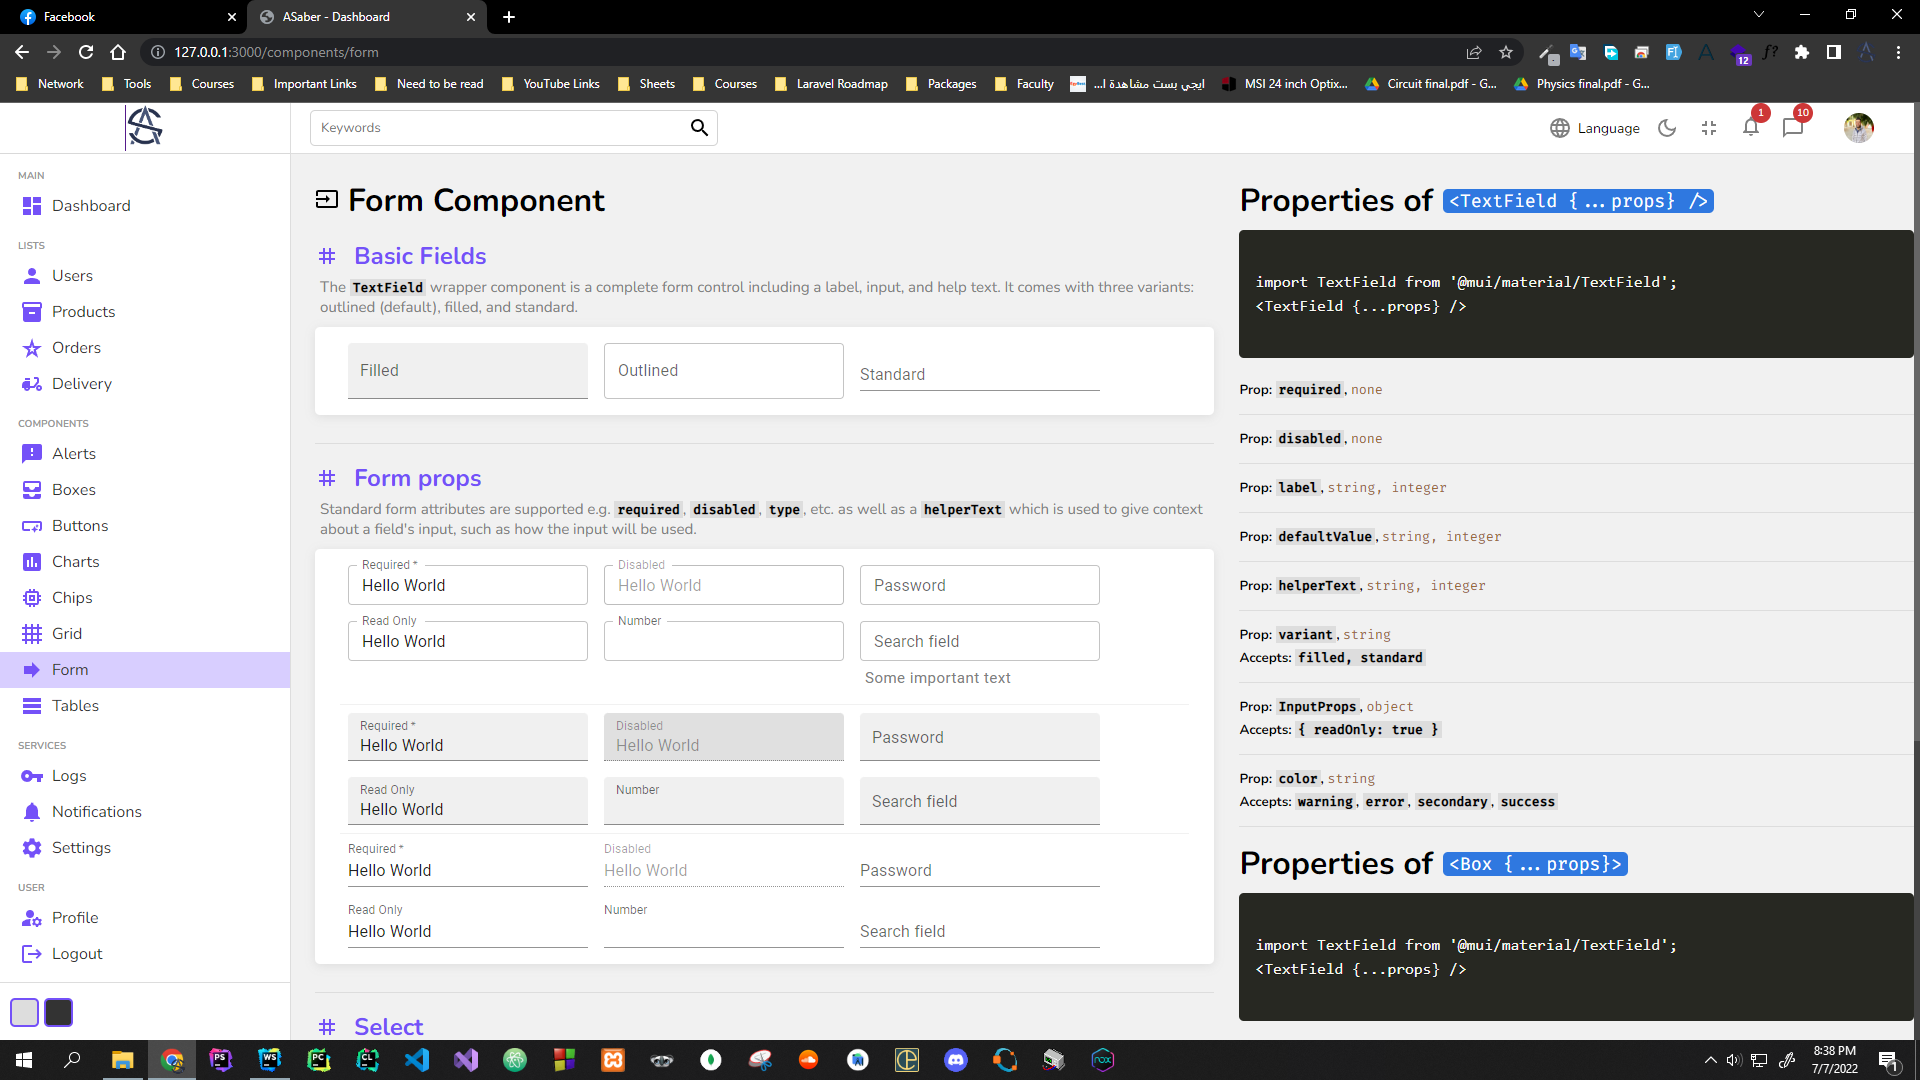 Facebook
ASaber - Dashboard
127.0.0.1:3000/components/form
12
Network
Tools
Courses
Important Links
Need to be read
YouTube Links
Sheets
Courses
Laravel Roadmap
Packages
Faculty
ايجي بست مشاهدة ا...
MSI 24 inch Optix...
Circuit final.pdf - G...
Physics final.pdf - G...
Keywords
Language
1
10
MAIN
Dashboard
LISTS
Users
Products
Orders
Delivery
COMPONENTS
Alerts
Boxes
Buttons
Charts
Chips
Grid
Form
Tables
SERVICES
Logs
Notifications
Settings
USER
Profile
Logout
Form Component
# Basic Fields
The TextField wrapper component is a complete form control including a label, input, and help text. It comes with three variants:
outlined (default), filled, and standard.
Filled
Outlined
Standard
# Form props
Standard form attributes are supported e.g. required, disabled, type, etc. as well as a helperText which is used to give context
about a field's input, such as how the input will be used.
Required *
Hello World
Disabled
Hello World
Password
Read Only
Hello World
Number
Search field
Some important text
Required *
Hello World
Disabled
Hello World
Password
Read Only
Hello World
Number
Search field
Required *
Hello World
Disabled
Hello World
Password
Read Only
Hello World
Number
Search field
# Select
Properties of <TextField {...props} />
import TextField from '@mui/material/TextField';
<TextField {...props} />
Prop: required, none
Prop: disabled, none
Prop: label, string, integer
Prop: defaultValue, string, integer
Prop: helperText, string, integer
Prop: variant, string
Accepts: filled, standard
Prop: InputProps, object
Accepts: { readOnly: true }
Prop: color, string
Accepts: warning, error, secondary, success
Properties of <Box {...props}>
import TextField from '@mui/material/TextField';
<TextField {...props} />
8:38 PM
7/7/2022
1